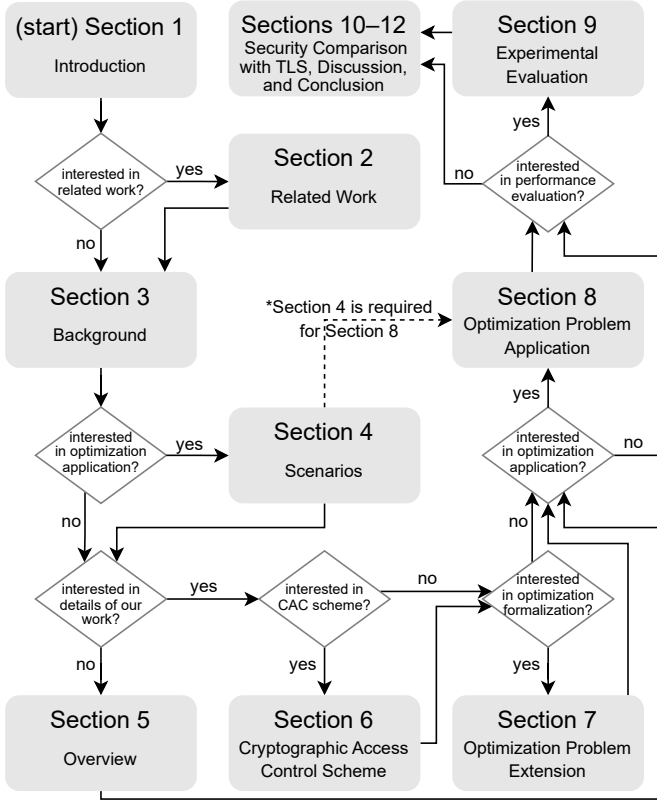 (start) Section 1
Introduction
Sections 10–12
Security Comparison
with TLS, Discussion,
and Conclusion
Section 9
Experimental
Evaluation
interested in
related work?
yes
no
Section 2
Related Work
yes
no
interested
in performance
evaluation?
Section 3
Background
*Section 4 is required
for Section 8
Section 8
Optimization Problem
Application
interested
in optimization
application?
yes
no
Section 4
Scenarios
yes
interested
in optimization
application?
no
no
interested in
details of our
work?
yes
no
interested in
CAC scheme?
no
yes
interested
in optimization
formalization?
yes
Section 5
Overview
Section 6
Cryptographic Access
Control Scheme
Section 7
Optimization Problem
Extension